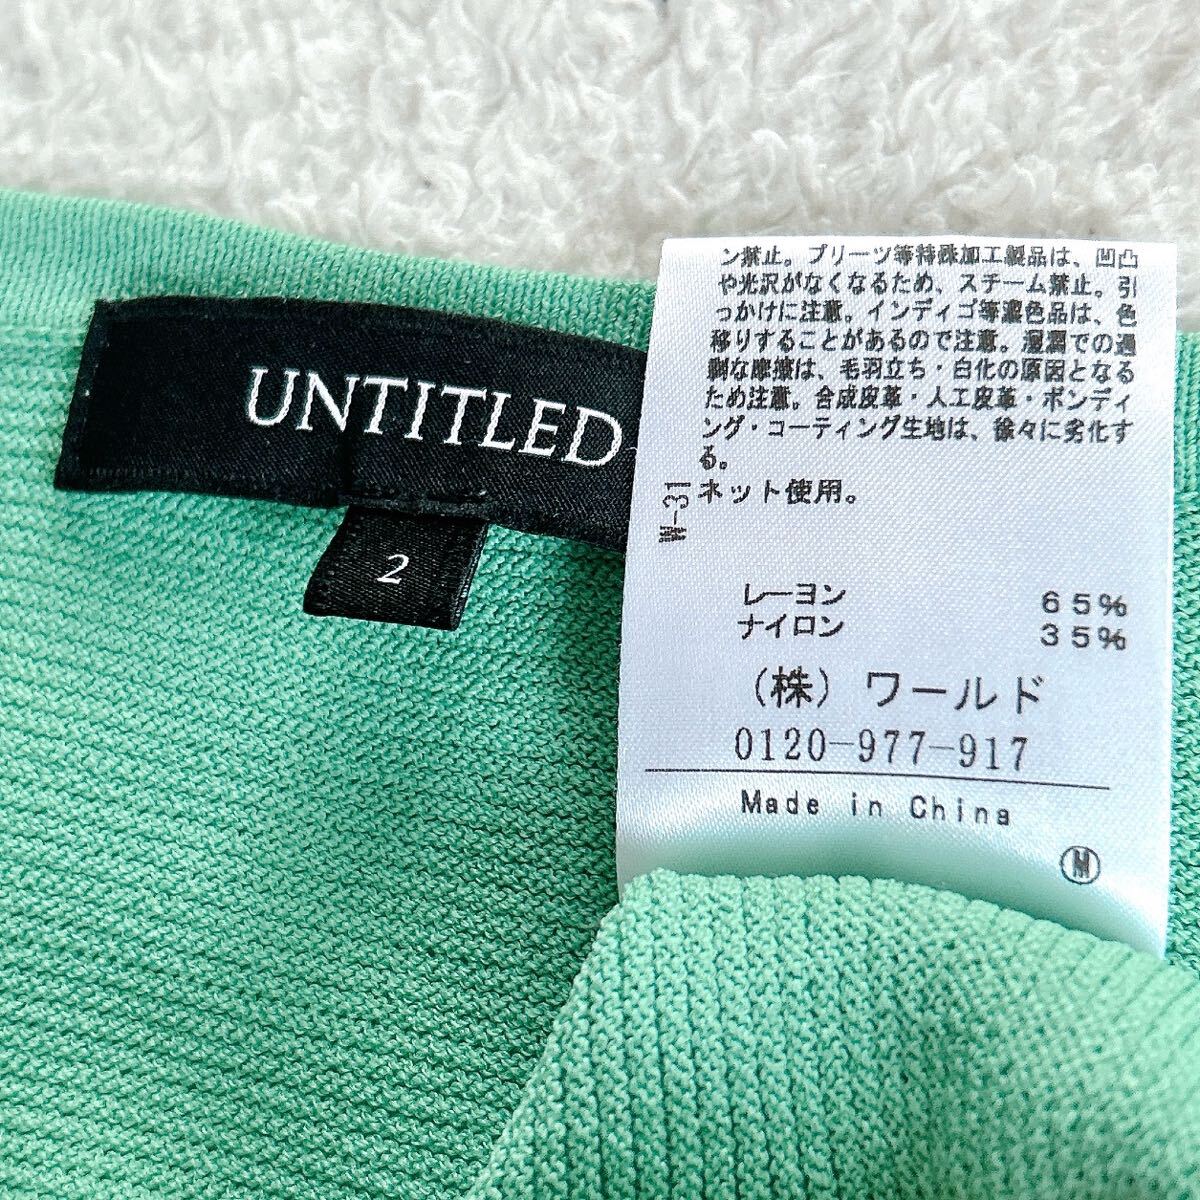 UNTITLED
2
ン禁止。プリーツ等特殊加工製品は、凹凸
や光沢がなくなるため、スチーム禁止。引
っかけに注意。インディゴ等濃色品は、色
移りすることがあるので注意。湿潤での過
剰な摩擦は、毛羽立ち・白化の原因となる
ため注意。合成皮革・人工皮革・ボンディ
ング・コーティング生地は、徐々に劣化す
る。
ネット使用。
W-31
レーヨン 65%
ナイロン 35%
(株) ワールド
0120-977-917
Made in China
M